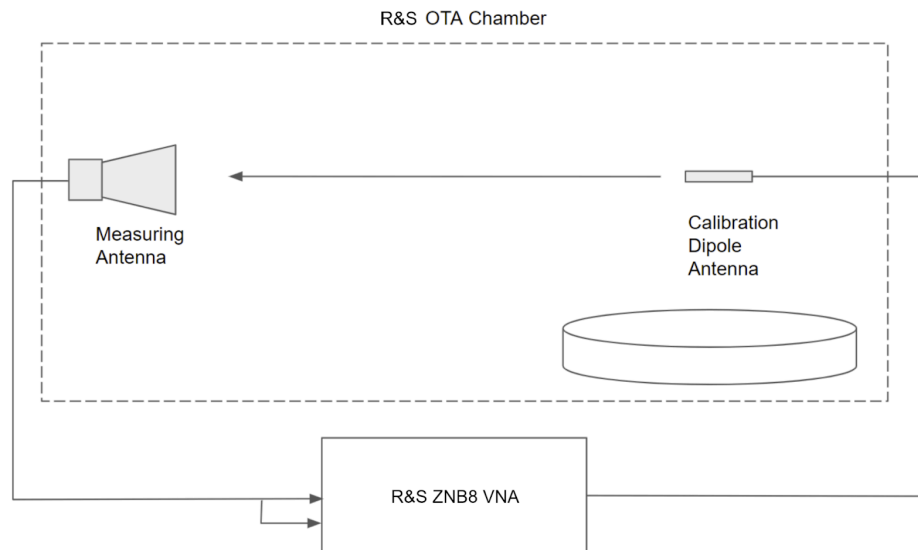 R&S OTA Chamber
Measuring
Antenna
Calibration
Dipole
Antenna
R&S ZNB8 VNA